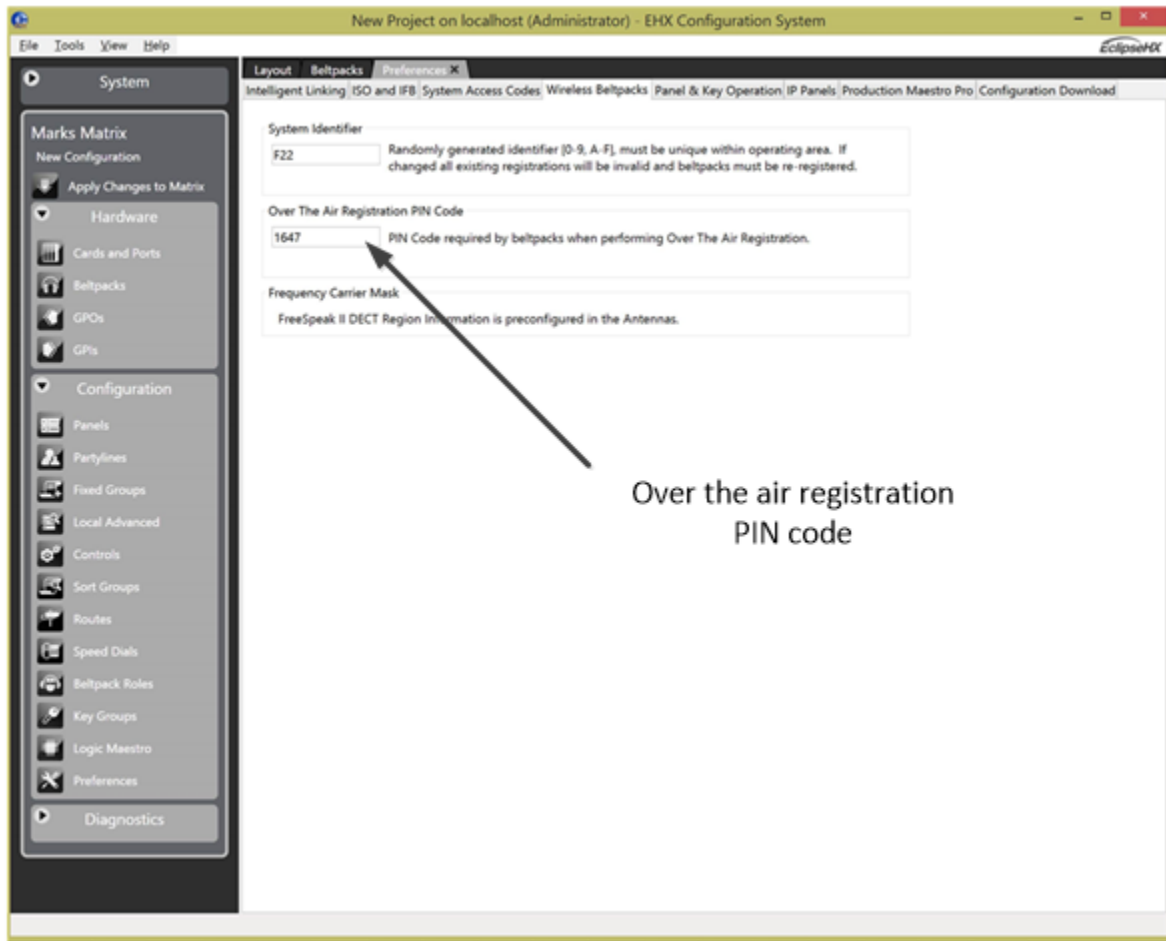 New Project on localhost (Administrator) - EHX Configuration System
File Tools View Help
EclipseHX
System
Layout Beltpacks Preferences X
Intelligent Linking ISO and IFB System Access Codes Wireless Beltpacks Panel & Key Operation IP Panels Production Maestro Pro Configuration Download
Marks Matrix
New Configuration
Apply Changes to Matrix
Hardware
Cards and Ports
Beltpacks
GPOs
GPIs
Configuration
Panels
Partylines
Fixed Groups
Local Advanced
Controls
Sort Groups
Routes
Speed Dials
Beltpack Roles
Key Groups
Logic Maestro
Preferences
Diagnostics
System Identifier
F22
Randomly generated identifier [0-9, A-F], must be unique within operating area. If
changed all existing registrations will be invalid and beltpacks must be re-registered.
Over The Air Registration PIN Code
1647
PIN Code required by beltpacks when performing Over The Air Registration.
Frequency Carrier Mask
FreeSpeak II DECT Region Information is preconfigured in the Antennas.
Over the air registration
PIN code